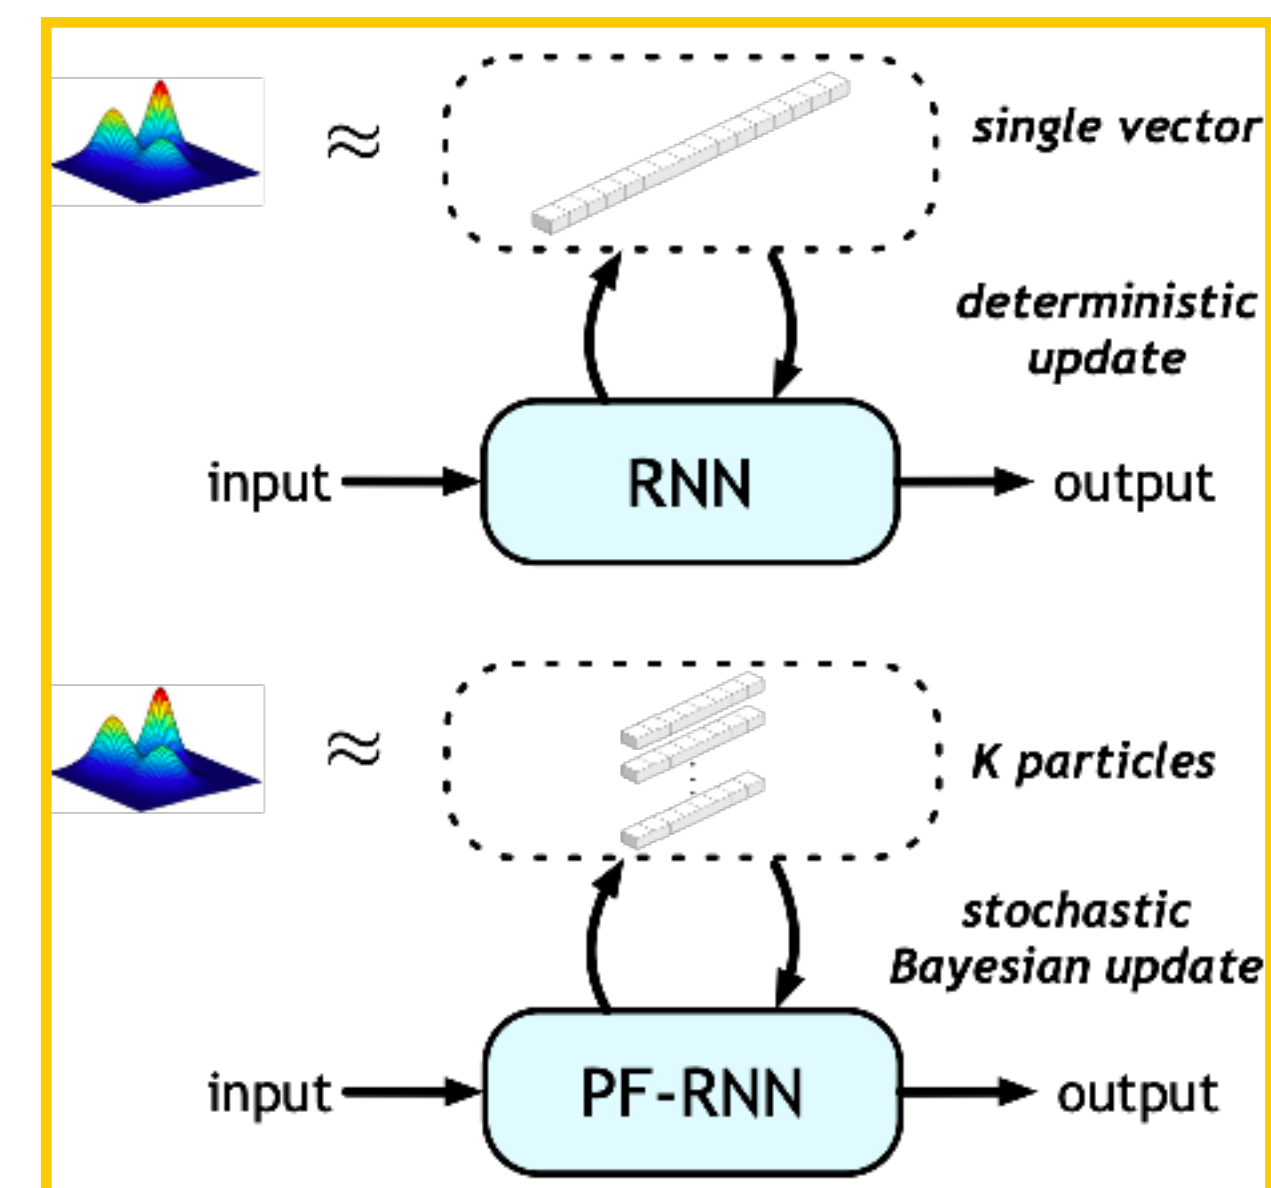 ≈
single vector
deterministic
update
input
RNN
output
≈
K particles
stochastic
Bayesian update
input
PF-RNN
output